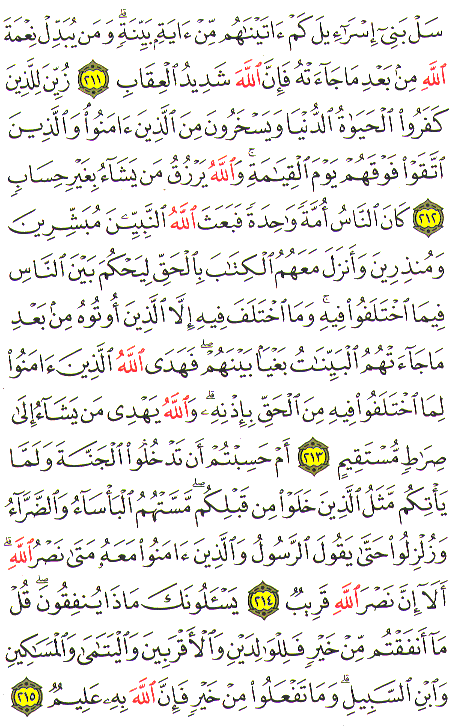 سَلْ بَنِىٓ إِسْرَٰٓءِيلَ كَمْ ءَاتَيْنَٰهُم مِّنْ ءَايَةٍۭ بَيِّنَةٍۗ وَمَن يُبَدِّلْ نِعْمَةَ
ٱللَّهِ مِنۢ بَعْدِ مَا جَآءَتْهُ فَإِنَّ ٱللَّهَ شَدِيدُ ٱلْعِقَابِ ٢١١ زُيِّنَ لِلَّذِينَ
كَفَرُوا۟ ٱلْحَيَوٰةُ ٱلدُّنْيَا وَيَسْخَرُونَ مِنَ ٱلَّذِينَ ءَامَنُوا۟ۘ وَٱلَّذِينَ
ٱتَّقَوْا۟ فَوْقَهُمْ يَوْمَ ٱلْقِيَٰمَةِۗ وَٱللَّهُ يَرْزُقُ مَن يَشَآءُ بِغَيْرِ حِسَابٍ
٢١٢ كَانَ ٱلنَّاسُ أُمَّةً وَٰحِدَةً فَبَعَثَ ٱللَّهُ ٱلنَّبِيِّۦنَ مُبَشِّرِينَ
وَمُنذِرِينَ وَأَنزَلَ مَعَهُمُ ٱلْكِتَٰبَ بِٱلْحَقِّ لِيَحْكُمَ بَيْنَ ٱلنَّاسِ
فِيمَا ٱخْتَلَفُوا۟ فِيهِۚ وَمَا ٱخْتَلَفَ فِيهِ إِلَّا ٱلَّذِينَ أُوتُوهُ مِنۢ بَعْدِ
مَا جَآءَتْهُمُ ٱلْبَيِّنَٰتُ بَغْيًۢا بَيْنَهُمْۖ فَهَدَى ٱللَّهُ ٱلَّذِينَ ءَامَنُوا۟
لِمَا ٱخْتَلَفُوا۟ فِيهِ مِنَ ٱلْحَقِّ بِإِذْنِهِۦۗ وَٱللَّهُ يَهْدِى مَن يَشَآءُ إِلَىٰ
صِرَٰطٍ مُّسْتَقِيمٍ ٢١٣ أَمْ حَسِبْتُمْ أَن تَدْخُلُوا۟ ٱلْجَنَّةَ وَلَمَّا
يَأْتِكُم مَّثَلُ ٱلَّذِينَ خَلَوْا۟ مِن قَبْلِكُمۖ مَّسَّتْهُمُ ٱلْبَأْسَآءُ وَٱلضَّرَّآءُ
وَزُلْزِلُوا۟ حَتَّىٰ يَقُولَ ٱلرَّسُولُ وَٱلَّذِينَ ءَامَنُوا۟ مَعَهُۥ مَتَىٰ نَصْرُ ٱللَّهِۗ
أَلَآ إِنَّ نَصْرَ ٱللَّهِ قَرِيبٌ ٢١٤ يَسْـَٔلُونَكَ مَاذَا يُنفِقُونَۖ قُلْ
مَآ أَنفَقْتُم مِّنْ خَيْرٍ فَلِلْوَٰلِدَيْنِ وَٱلْأَقْرَبِينَ وَٱلْيَتَٰمَىٰ وَٱلْمَسَٰكِينِ
وَٱبْنِ ٱلسَّبِيلِۗ وَمَا تَفْعَلُوا۟ مِنْ خَيْرٍ فَإِنَّ ٱللَّهَ بِهِۦ عَلِيمٌ ٢١٥